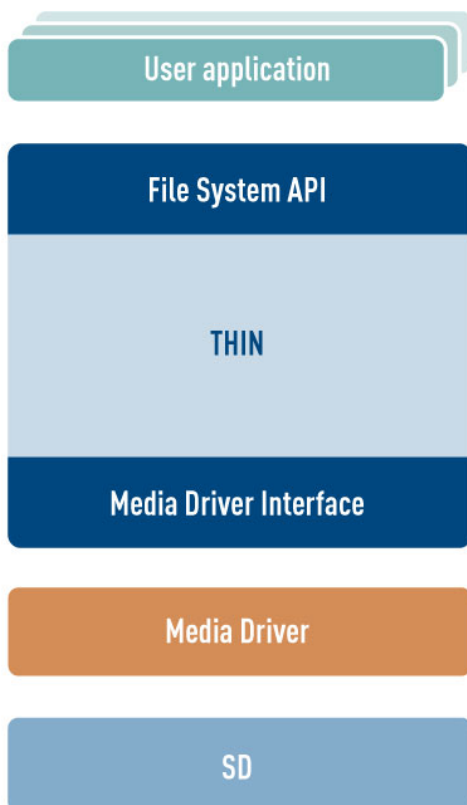 User application
File System API
THIN
Media Driver Interface
Media Driver
SD